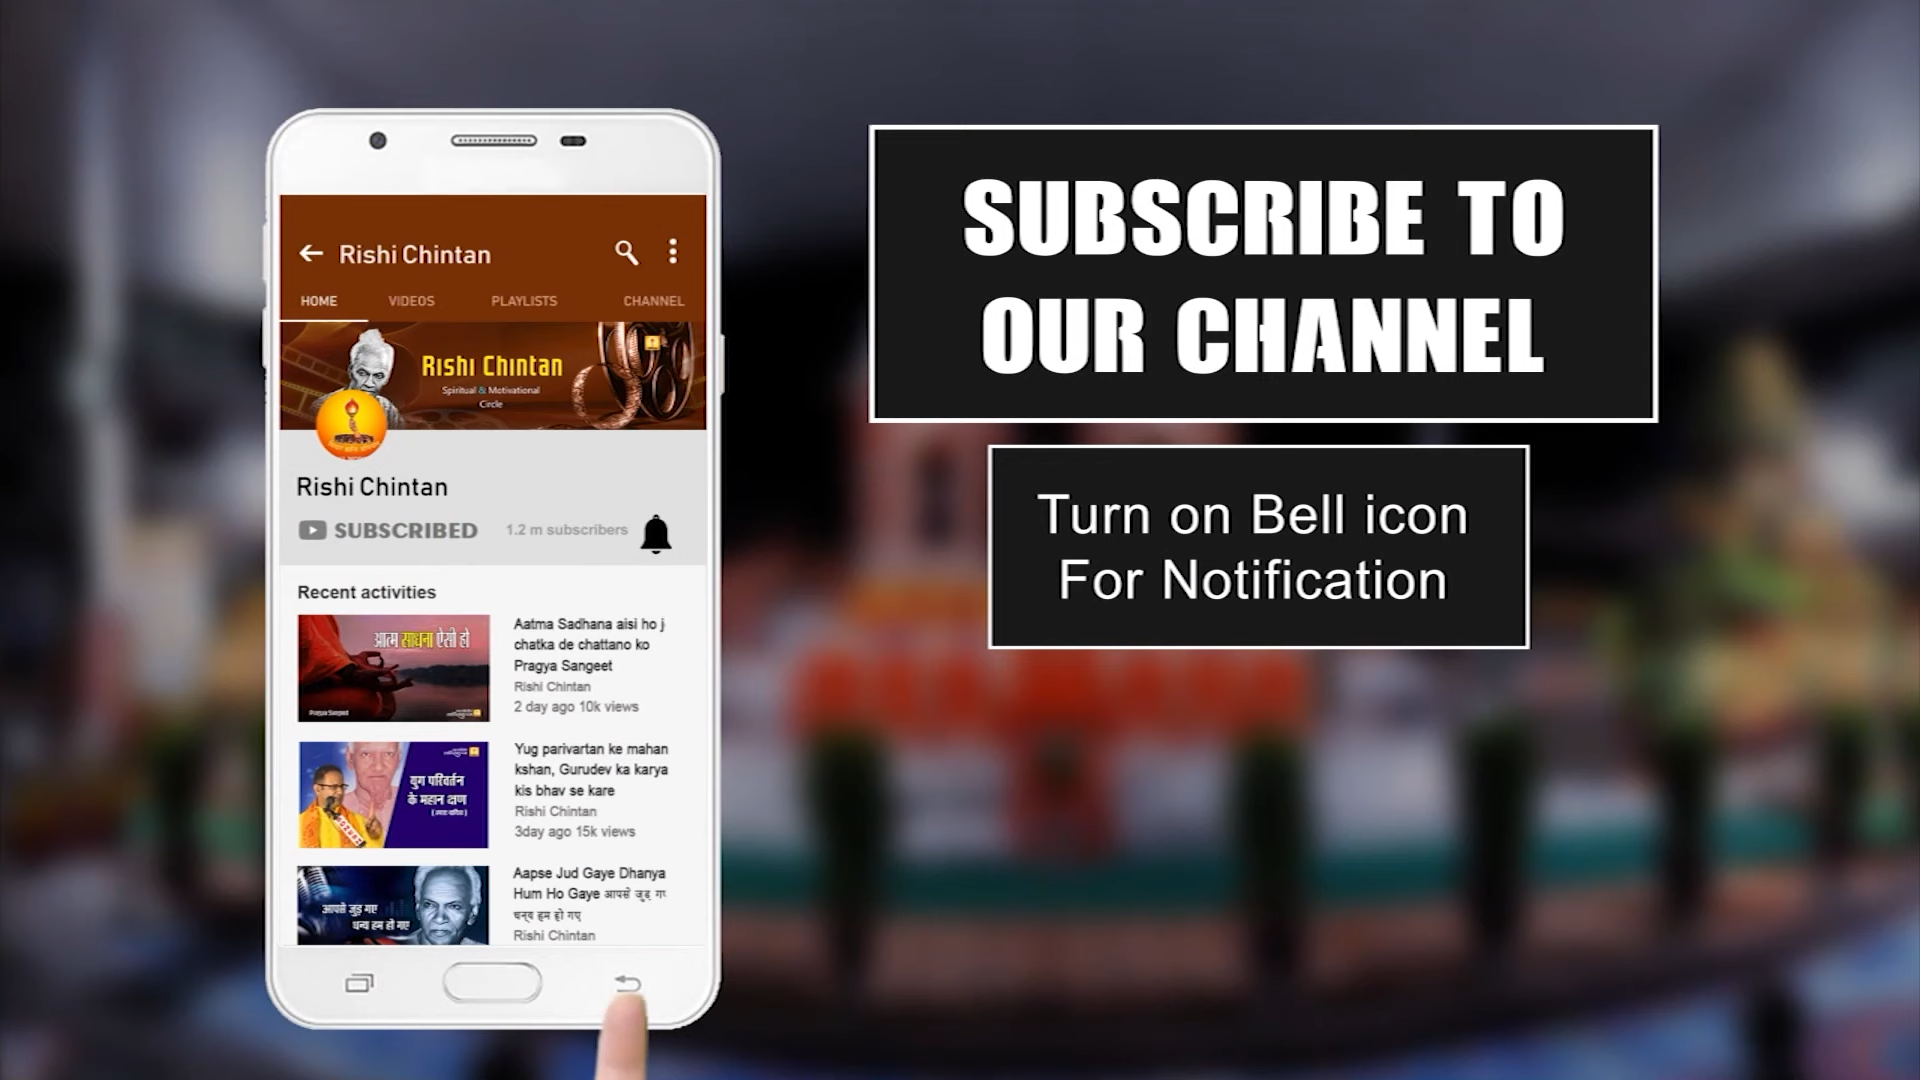 Rishi Chintan
HOME VIDEOS PLAYLISTS CHANNEL
Rishi Chintan
Spiritual & Motivational
Circle
Rishi Chintan
SUBSCRIBED 1.2 m subscribers
Recent activities
आत्म साधना ऐसी हो
Pragya Sangeet
Aatma Sadhana aisi ho j
chatka de chattano ko
Pragya Sangeet
Rishi Chintan
2 day ago 10k views
युग परिवर्तन
के महान क्षण
Yug parivartan ke mahan
kshan, Gurudev ka karya
kis bhav se kare
Rishi Chintan
3day ago 15k views
आपसे जुड़ गए
धन्य हम हो गए
Aapse Jud Gaye Dhanya
Hum Ho Gaye आपसे जुड़ गए
धन्य हम हो गए
Rishi Chintan
SUBSCRIBE TO
OUR CHANNEL
Turn on Bell icon
For Notification